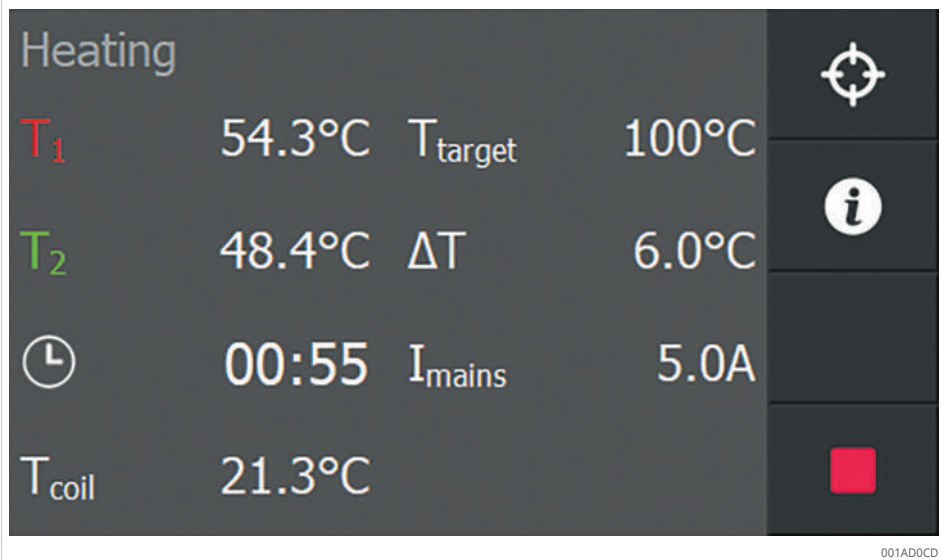 Heating
T1 54.3°C Ttarget 100°C
T2 48.4°C ΔT 6.0°C
00:55 Imains 5.0A
Tcoil 21.3°C
i
001AD0CD